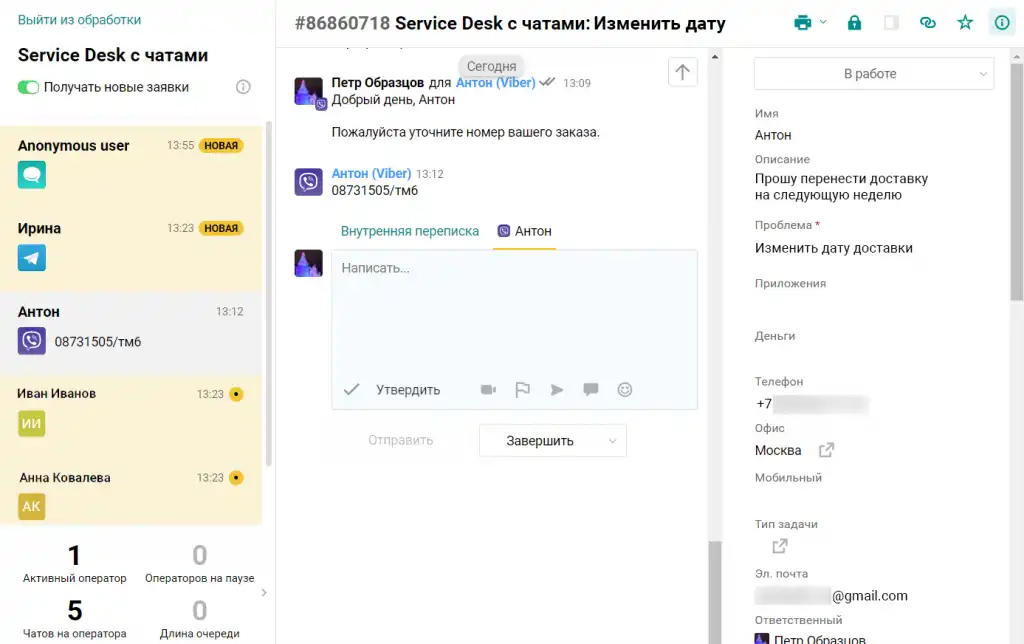 Выйти из обработки
Service Desk с чатами
Получать новые заявки
Anonymous user 13:55 НОВАЯ
Ирина 13:23 НОВАЯ
Антон 13:12
08731505/тм6
Иван Иванов 13:23
ИИ
Анна Ковалева 13:23
АК
1 0
Активный оператор Операторов на паузе
5 0
Чатов на оператора Длина очереди
#86860718 Service Desk с чатами: Изменить дату
Сегодня
Петр Образцов для Антон (Viber) 13:09
Добрый день, Антон
Пожалуйста уточните номер вашего заказа.
Антон (Viber) 13:12
08731505/тм6
Внутренняя переписка Антон
Написать...
Утвердить
Отправить Завершить
В работе
Имя
Антон
Описание
Прошу перенести доставку
на следующую неделю
Проблема *
Изменить дату доставки
Приложения
Деньги
Телефон
+7
Офис
Москва
Мобильный
Тип задачи
Эл. почта
@gmail.com
Ответственный
Петр Образцов